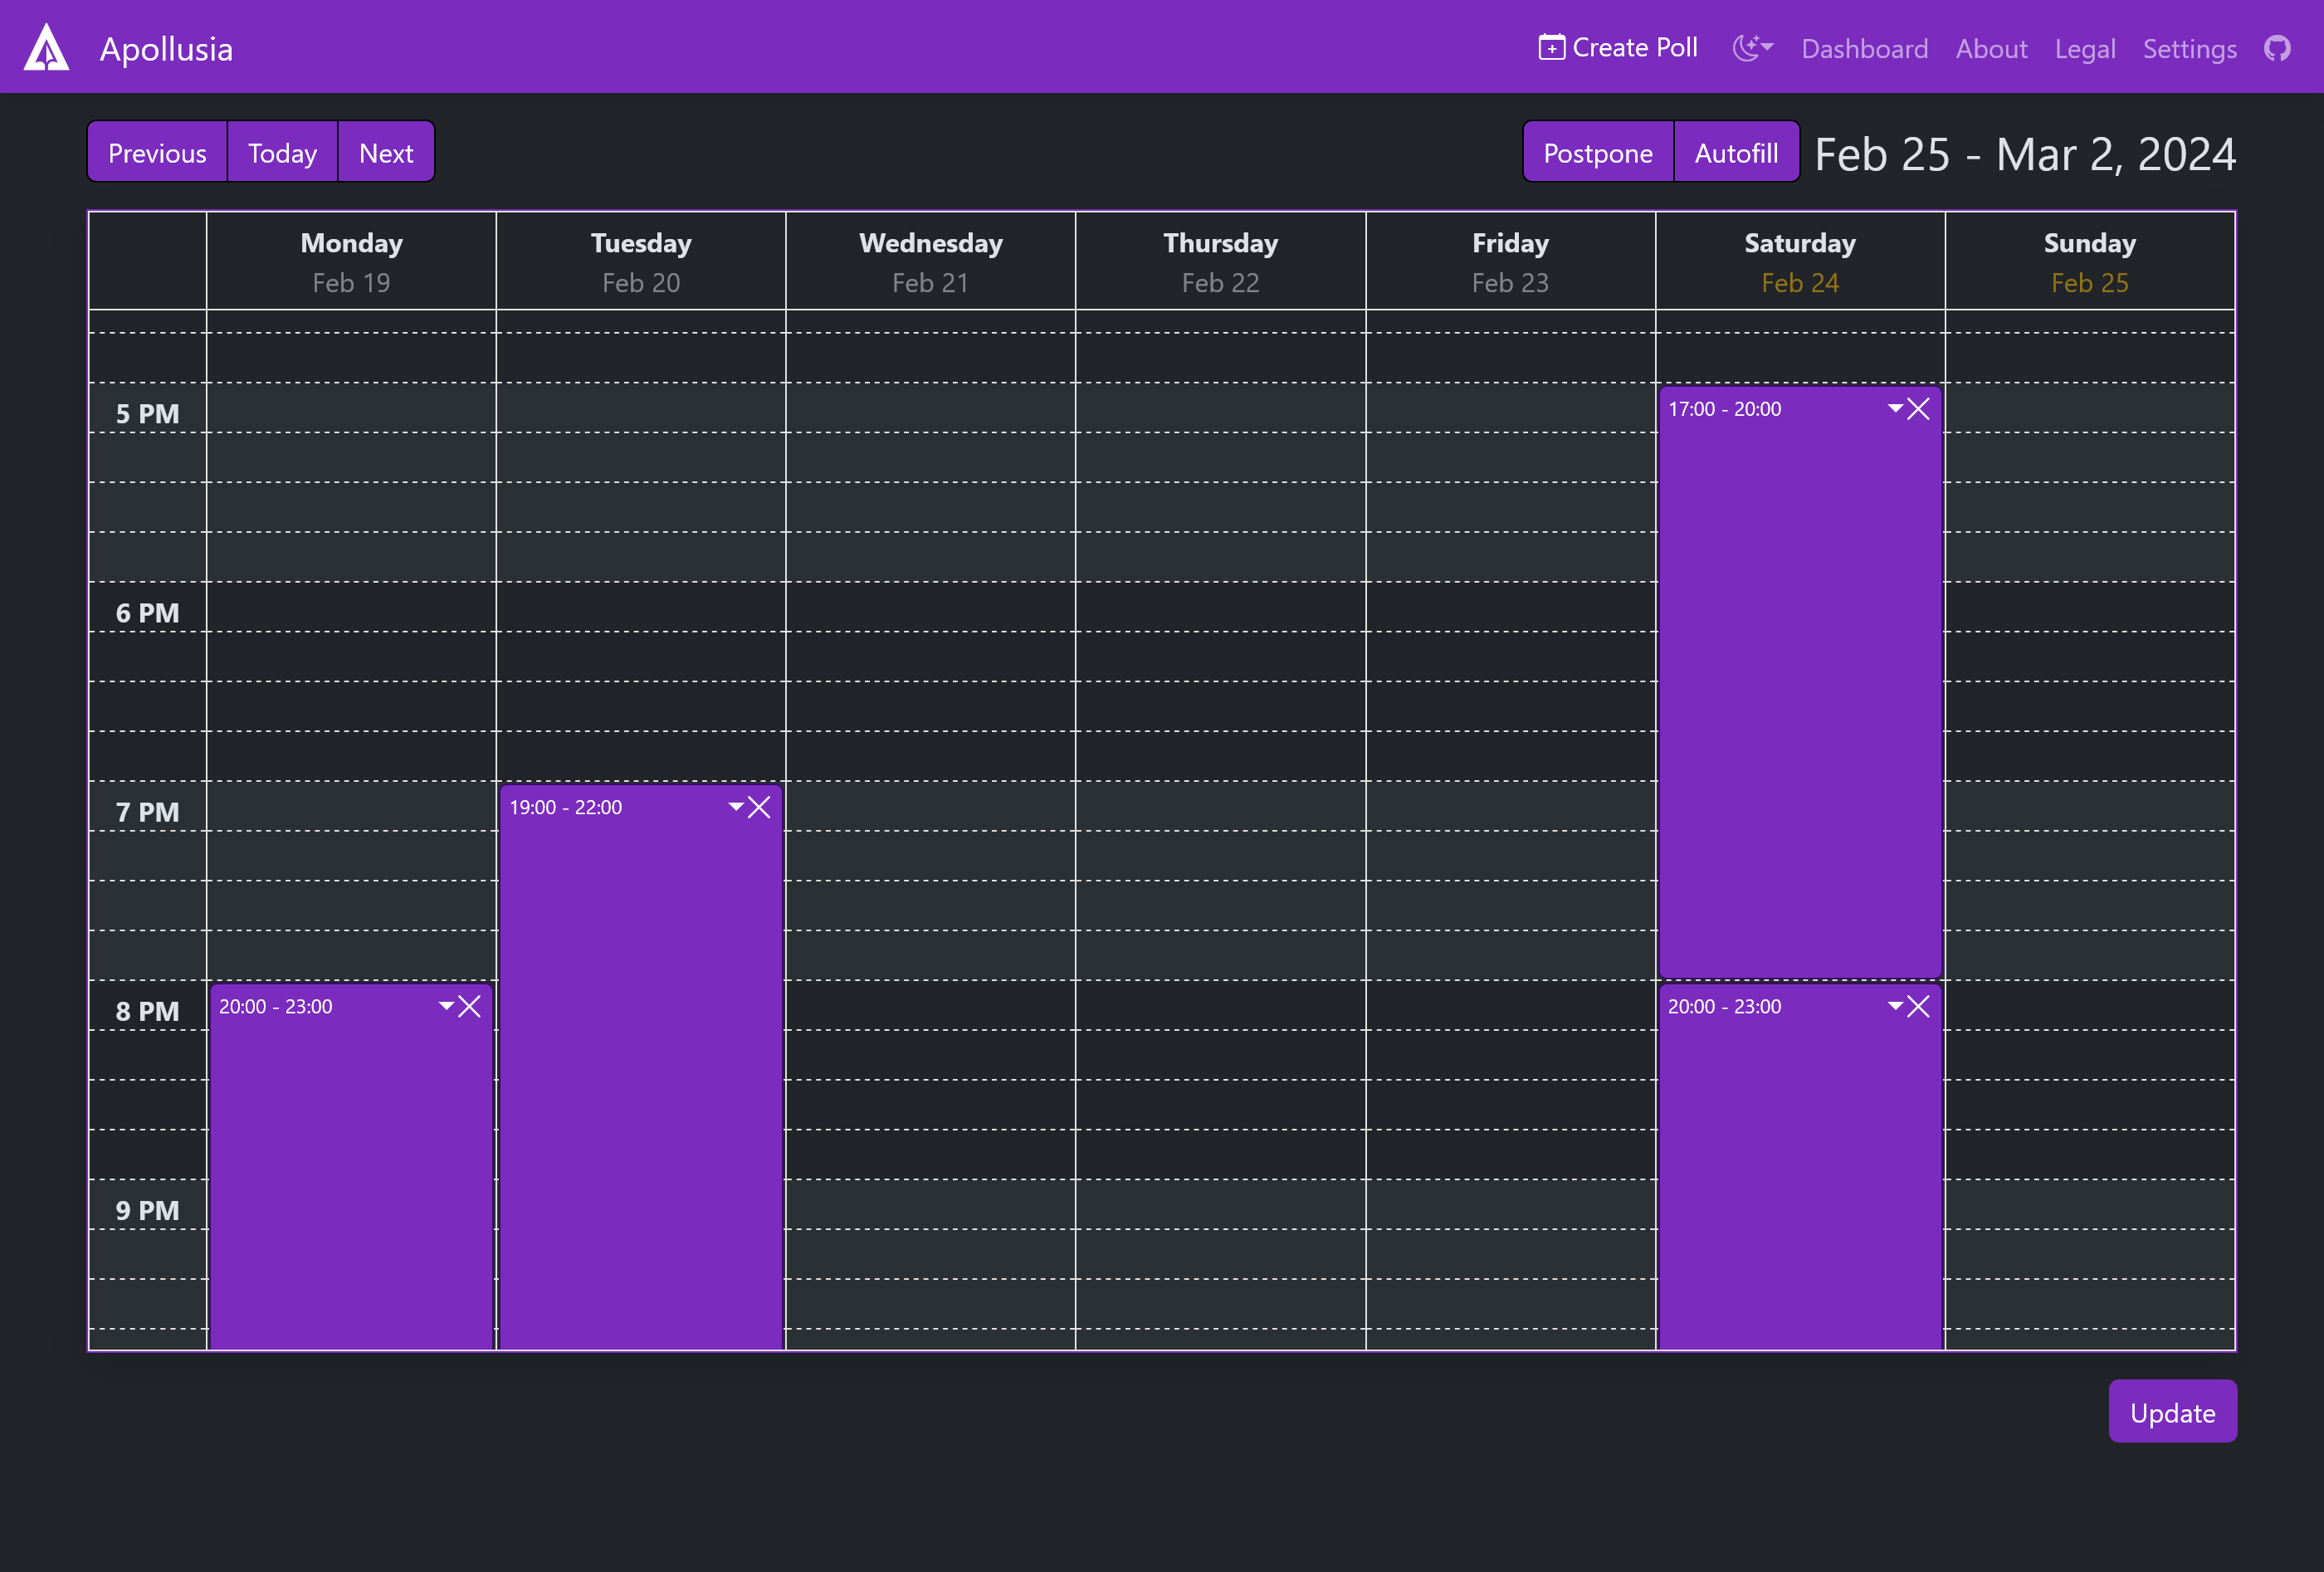 Apollusia
Create Poll
Dashboard
About
Legal
Settings
Previous
Today
Next
Postpone
Autofill
Feb 25 - Mar 2, 2024
Monday
Tuesday
Wednesday
Thursday
Friday
Saturday
Sunday
Feb 19
Feb 20
Feb 21
Feb 22
Feb 23
Feb 24
Feb 25
5 PM
17:00 - 20:00
6 PM
7 PM
19:00 - 22:00
8 PM
20:00 - 23:00
20:00 - 23:00
9 PM
Update